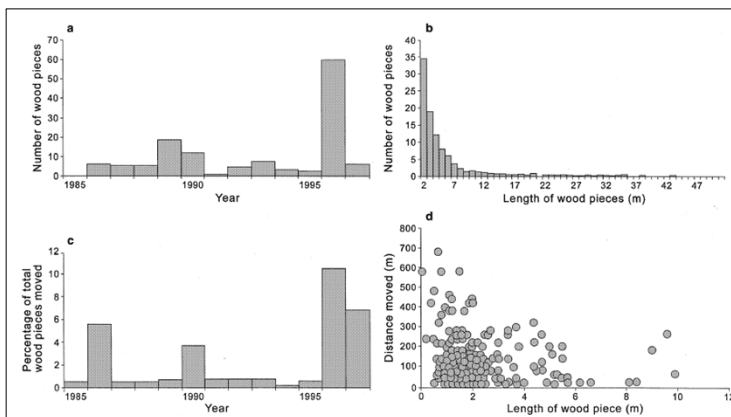 a
Number of wood pieces
70
60
50
40
30
20
10
0
1985
1990
1995
Year
b
Number of wood pieces
40
35
30
25
20
15
10
5
0
2 7 10 12 17 22 27 29 32 37 42 47
Length of wood pieces (m)
c
Percentage of total
wood pieces moved
12
10
8
6
4
2
0
1985
1990
1995
Year
d
Distance moved (m)
800
700
600
500
400
300
200
100
0
0 2 4 6 8 10 12
Length of wood piece (m)